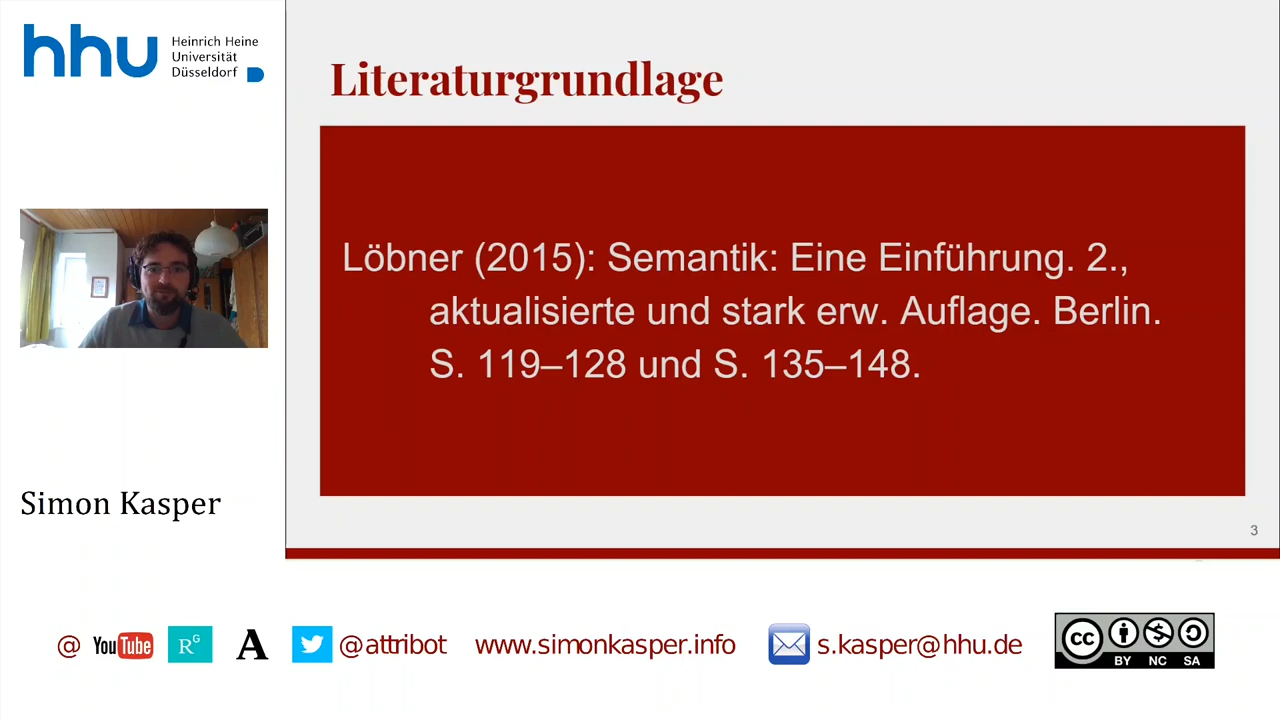 hhu Heinrich Heine
Universität
Düsseldorf
Literaturgrundlage
Löbner (2015): Semantik: Eine Einführung. 2.,
aktualisierte und stark erw. Auflage. Berlin.
S. 119–128 und S. 135–148.
Simon Kasper
3
@ YouTube RG A @attribot www.simonkasper.info s.kasper@hhu.de
cc BY NC SA